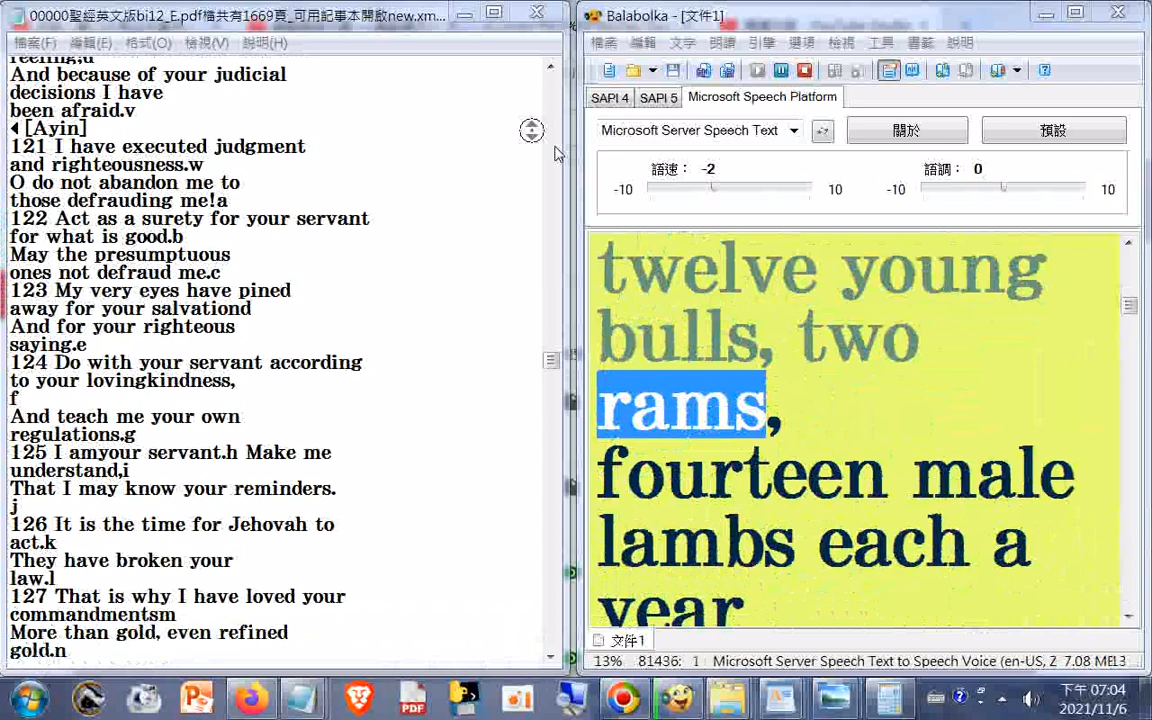 00000聖經英文版bi12_E.pdf檔共有1669頁_可用記事本開啟new.xm...
檔案(F) 編輯(E) 格式(O) 檢視(V) 說明(H)
And because of your judicial
decisions I have
been afraid.v
[Ayin]
121 I have executed judgment
and righteousness.w
O do not abandon me to
those defrauding me!a
122 Act as a surety for your servant
for what is good.b
May the presumptuous
ones not defraud me.c
123 My very eyes have pined
away for your salvationd
And for your righteous
saying.e
124 Do with your servant according
to your lovingkindness,
f
And teach me your own
regulations.g
125 I amyour servant.h Make me
understand,i
That I may know your reminders.
j
126 It is the time for Jehovah to
act.k
They have broken your
law.l
127 That is why I have loved your
commandmentsm
More than gold, even refined
gold.n
Balabolka - [文件1]
檔案 編輯 文字 朗讀 引擎 選項 檢視 工具 書籤 說明
SAPI 4 SAPI 5 Microsoft Speech Platform
Microsoft Server Speech Text 關於 預設
語速： -2 語調： 0
-10 10 -10 10
twelve young
bulls, two
rams,
fourteen male
lambs each a
year
文件1
13% 81436: 1 Microsoft Server Speech Text to Speech Voice (en-US, Z 7.08 ME13
PDF
下午 07:04
2021/11/6